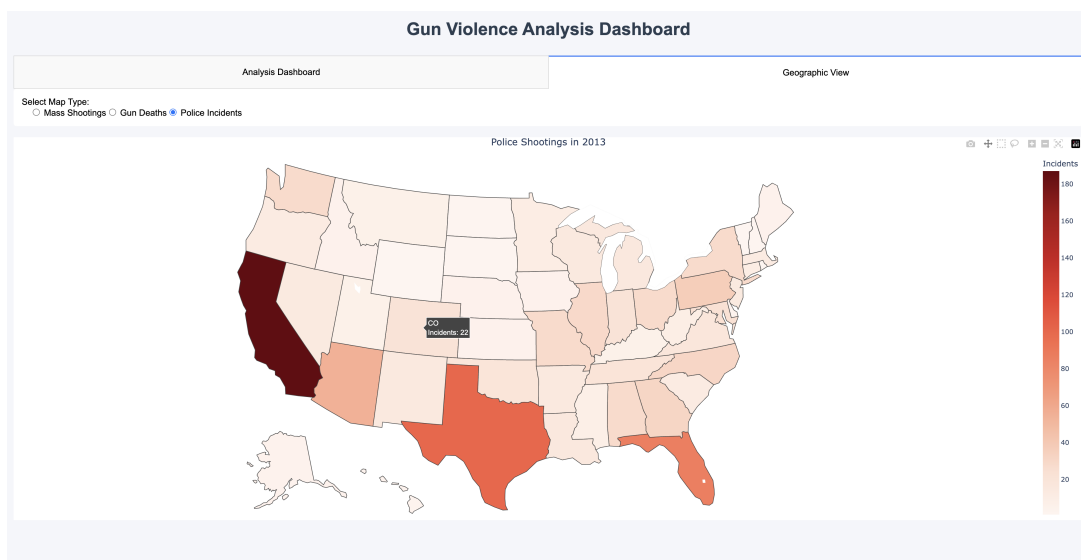 Gun Violence Analysis Dashboard
Analysis Dashboard
Geographic View
Select Map Type:
Mass Shootings Gun Deaths Police Incidents
Police Shootings in 2013
Incidents
180
160
140
120
100
80
60
40
20
CO
Incidents: 22